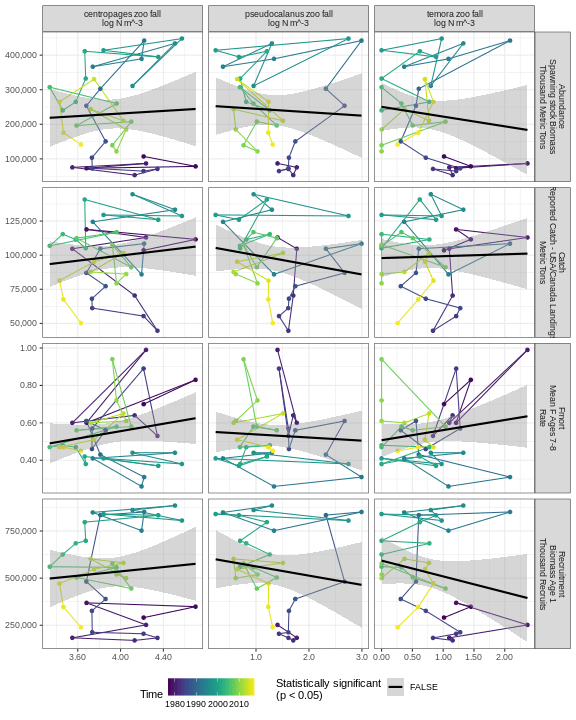 centropages zoo fall
log N m^-3
pseudocalanus zoo fall
log N m^-3
temora zoo fall
log N m^-3
400,000
300,000
200,000
100,000
Abundance
Spawning stock Biomass
Thousand Metric Tons
125,000
100,000
75,000
50,000
Catch
Reported Catch - USA/Canada Landings
Metric Tons
1.00
0.80
0.60
0.40
Fmort
Mean F Ages 7-8
Rate
750,000
500,000
250,000
Recruitment
Biomass Age 1
Thousand Recruits
3.60 4.00 4.40
1.0 2.0 3.0
0.00 0.50 1.00 2.00
Time
1980 1990 2000 2010
Statistically significant
(p < 0.05)
FALSE